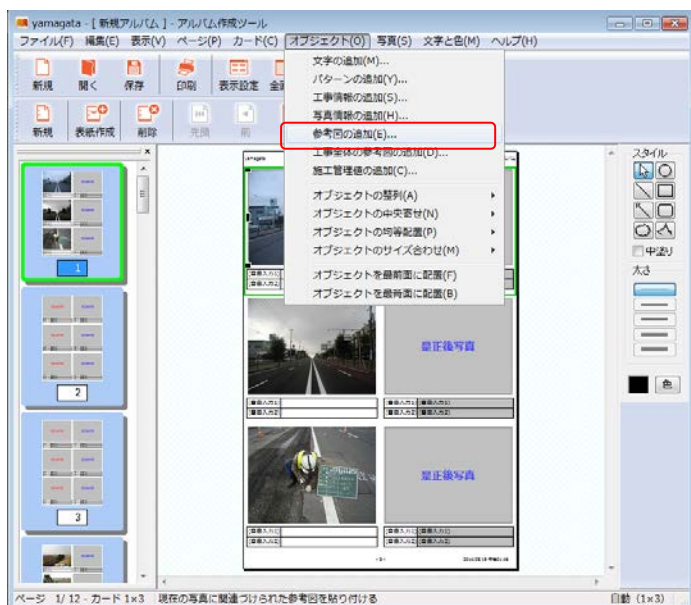 yamagata - [ 新規アルバム ] - アルバム作成ツール
ファイル(F) 編集(E) 表示(V) ページ(P) カード(C) オブジェクト(O) 写真(S) 文字と色(M) ヘルプ(H)
新規 開く 保存 印刷 表示設定
新規 表紙作成 削除 先頭 前
文字の追加(M)...
パターンの追加(Y)...
工事情報の追加(S)...
写真情報の追加(H)...
参考図の追加(E)...
工事全体の参考図の追加(D)...
施工管理値の追加(C)...
オブジェクトの整列(A)
オブジェクトの中央寄せ(N)
オブジェクトの均等配置(P)
オブジェクトのサイズ合わせ(M)
オブジェクトを最前面に配置(F)
オブジェクトを最背面に配置(B)
スタイル
中塗り
太さ
色
1
2
3
yamagata
是正後写真
是正後写真
ページ 1/ 12 - カード 1×3 現在の写真に関連づけられた参考図を貼り付ける
自動 (1×3)